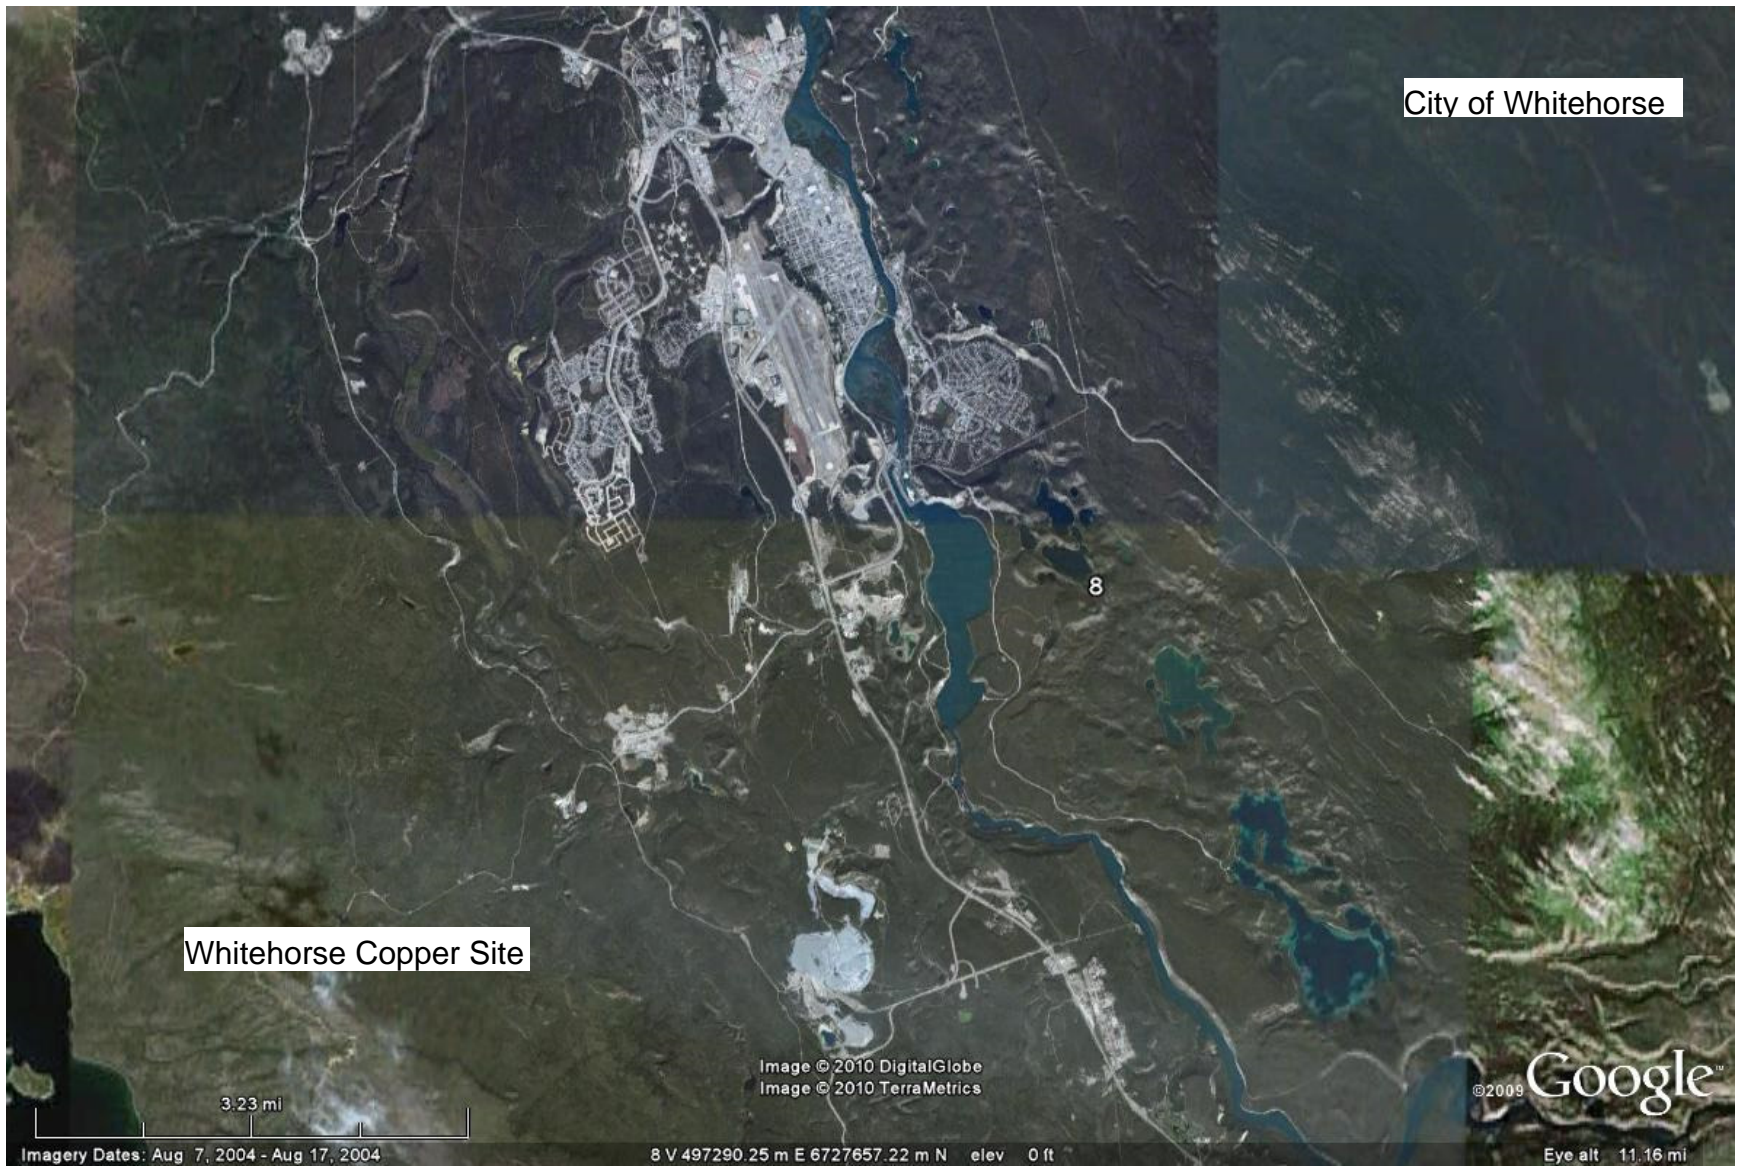 City of Whitehorse
8
Whitehorse Copper Site
Image © 2010 DigitalGlobe
Image © 2010 TerraMetrics
©2009 Google™
3.23 mi
Imagery Dates: Aug 7, 2004 - Aug 17, 2004
8 V 497290.25 m E 6727657.22 m N elev 0 ft
Eye alt 11.16 mi